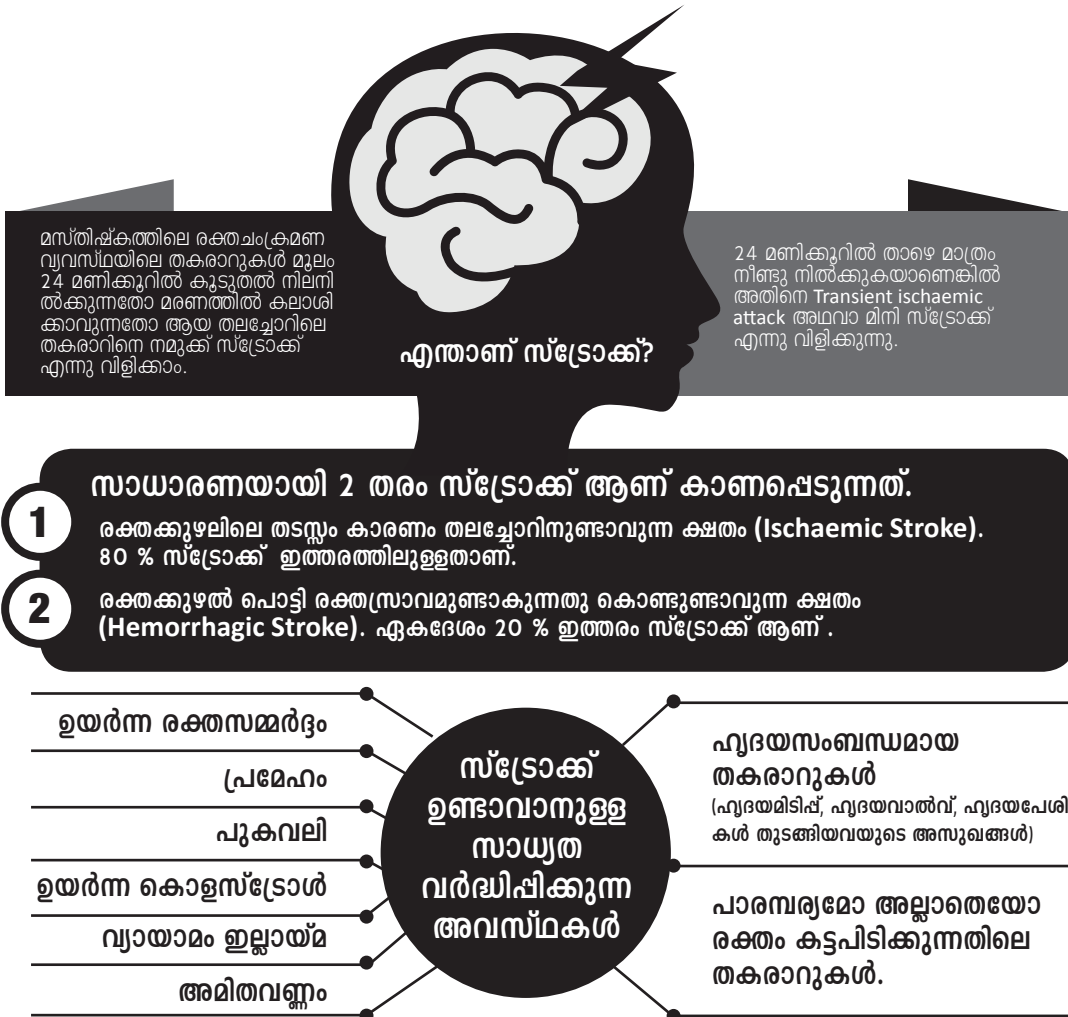 മസ്തിഷ്കത്തിലെ രക്തചംക്രമണ
വ്യവസ്ഥയിലെ തകരാറുകൾ മൂലം
24 മണിക്കൂറിൽ കൂടുതൽ നിലനി
ൽക്കുന്നതോ മരണത്തിൽ കലാശി
ക്കാവുന്നതോ ആയ തലച്ചോറിലെ
തകരാറിനെ നമുക്ക് സ്ട്രോക്ക്
എന്നു വിളിക്കാം.
എന്താണ് സ്ട്രോക്ക്?
24 മണിക്കൂറിൽ താഴെ മാത്രം
നീണ്ടു നിൽക്കുകയാണെങ്കിൽ
അതിനെ Transient ischaemic
attack അഥവാ മിനി സ്ട്രോക്ക്
എന്നു വിളിക്കുന്നു.
സാധാരണയായി 2 തരം സ്ട്രോക്ക് ആണ് കാണപ്പെടുന്നത്.
1
രക്തക്കുഴലിലെ തടസ്സം കാരണം തലച്ചോറിനുണ്ടാവുന്ന ക്ഷതം (Ischaemic Stroke).
80 % സ്ട്രോക്ക് ഇത്തരത്തിലുള്ളതാണ്.
2
രക്തക്കുഴൽ പൊട്ടി രക്തസ്രാവമുണ്ടാകുന്നതു കൊണ്ടുണ്ടാവുന്ന ക്ഷതം
(Hemorrhagic Stroke). ഏകദേശം 20 % ഇത്തരം സ്ട്രോക്ക് ആണ് .
ഉയർന്ന രക്തസമ്മർദ്ദം
പ്രമേഹം
പുകവലി
ഉയർന്ന കൊളസ്ട്രോൾ
വ്യായാമം ഇല്ലായ്മ
അമിതവണ്ണം
സ്ട്രോക്ക്
ഉണ്ടാവാനുള്ള
സാധ്യത
വർദ്ധിപ്പിക്കുന്ന
അവസ്ഥകൾ
ഹൃദയസംബന്ധമായ
തകരാറുകൾ
(ഹൃദയമിടിപ്പ്, ഹൃദയവാൽവ്, ഹൃദയപേശി
കൾ തുടങ്ങിയവയുടെ അസുഖങ്ങൾ)
പാരമ്പര്യമോ അല്ലാതെയോ
രക്തം കട്ടപിടിക്കുന്നതിലെ
തകരാറുകൾ.